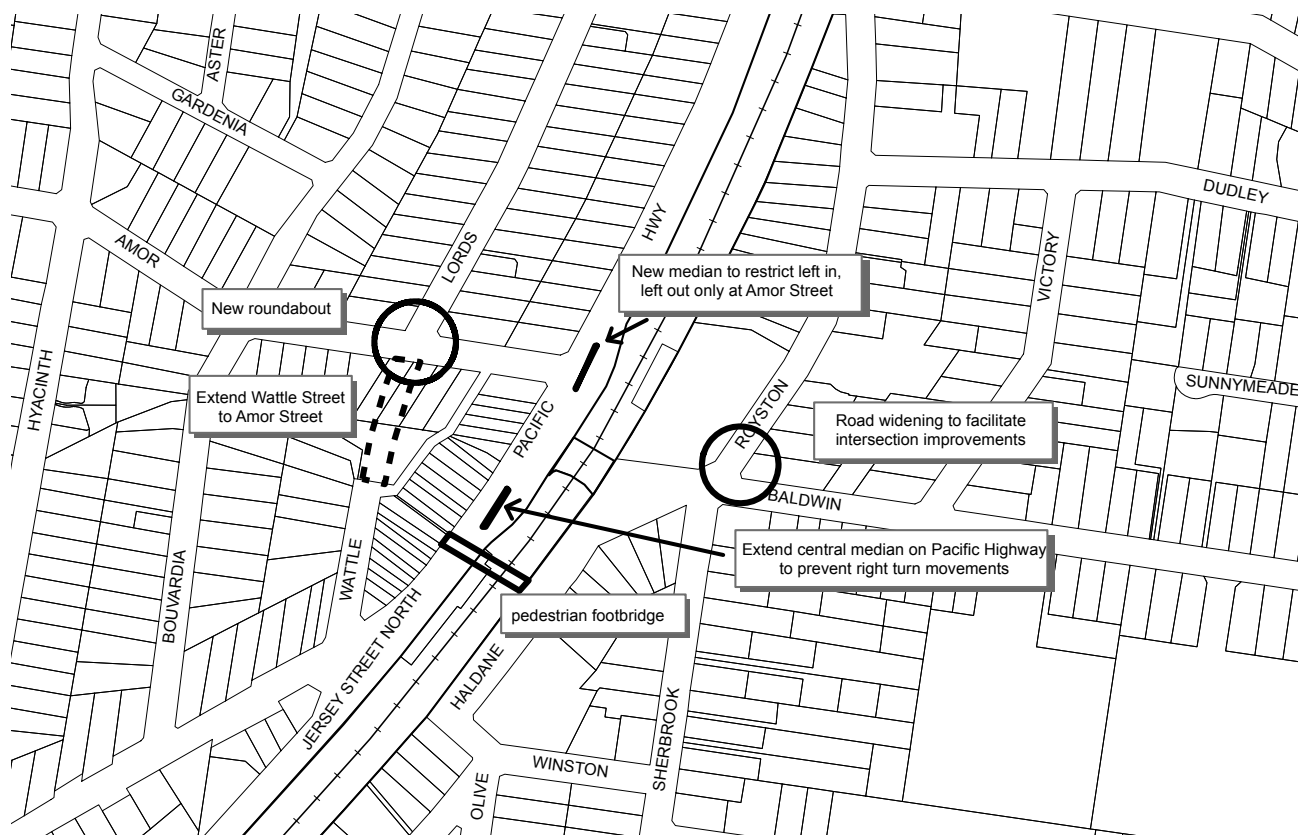 ASTER
GARDENIA
AMOR
LORDS
HWY
DUDLEY
VICTORY
New median to restrict left in,
left out only at Amor Street
New roundabout
HYACINTH
Extend Wattle Street
to Amor Street
SUNNYMEADE
ROYSTON
Road widening to facilitate
intersection improvements
PACIFIC
BALDWIN
Extend central median on Pacific Highway
to prevent right turn movements
WATTLE
BOUVARDIA
pedestrian footbridge
JERSEY STREET NORTH
HALDANE
SHERBROOK
WINSTON
OLIVE